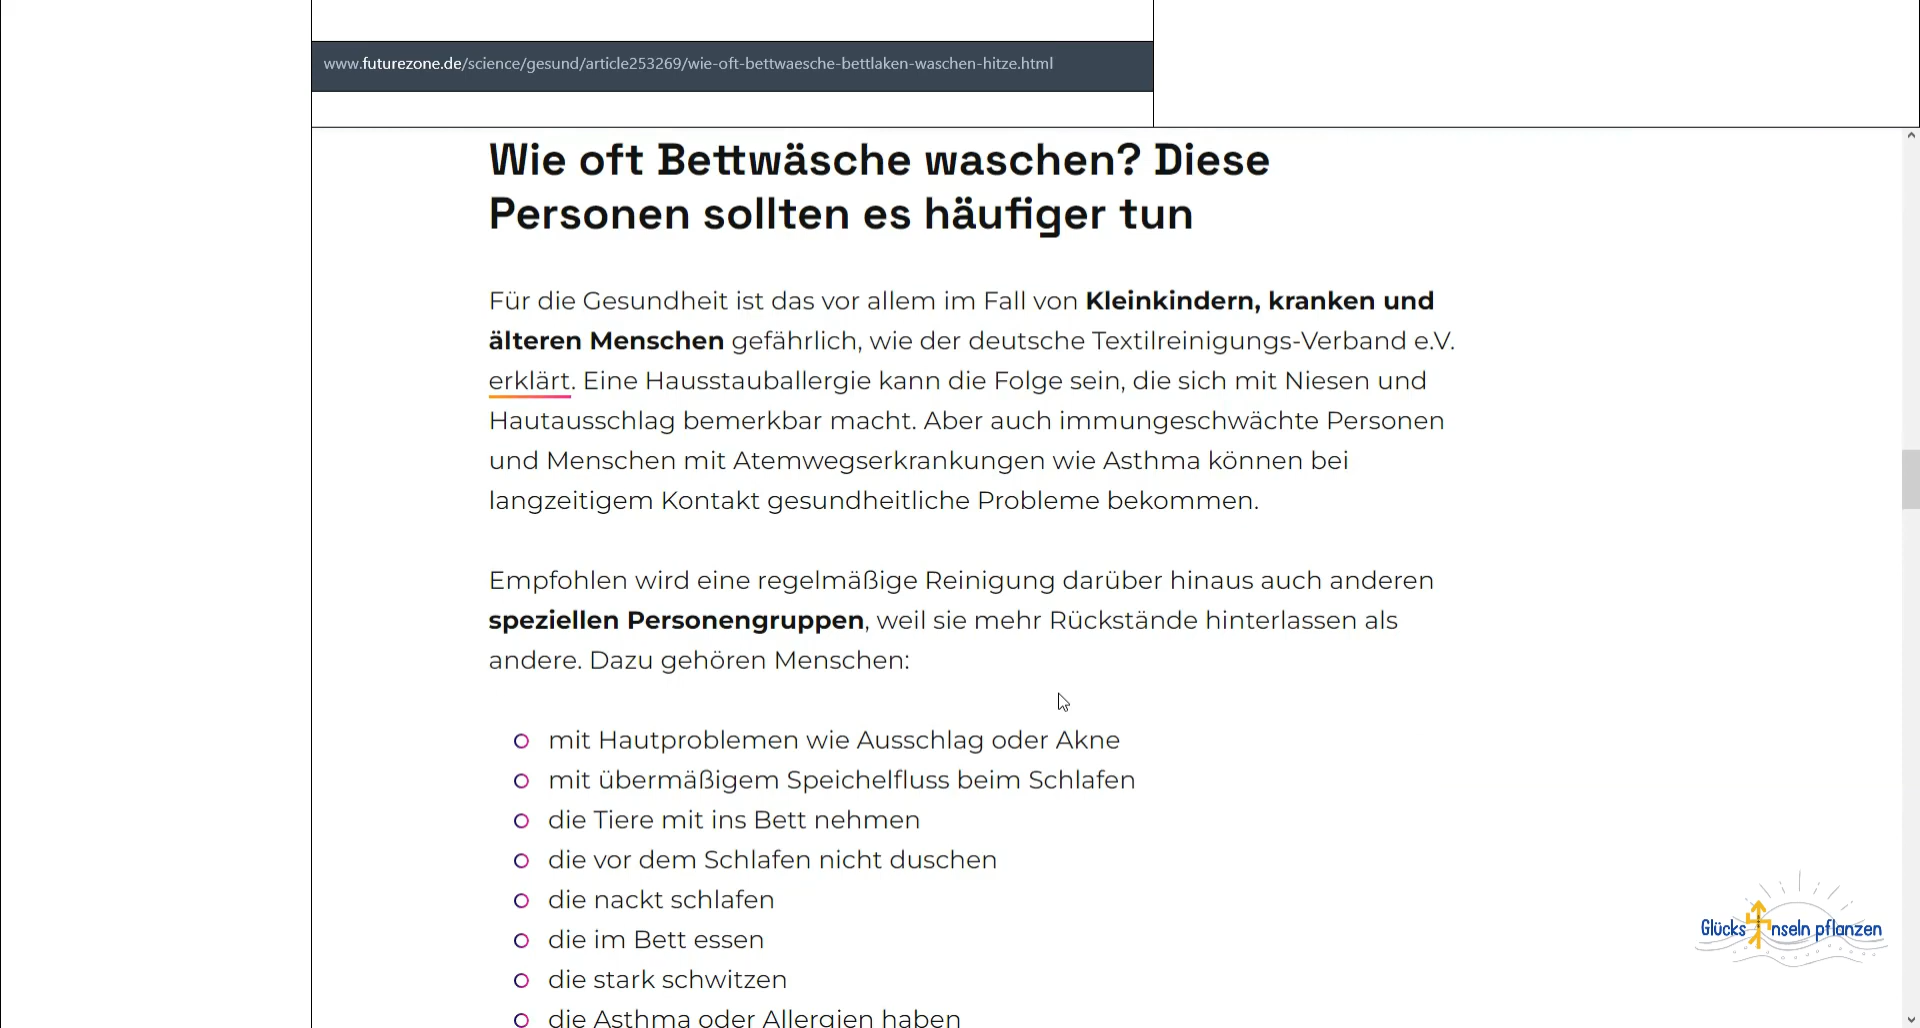 www.futurezone.de/science/gesund/article253269/wie-oft-bettwaesche-bettlaken-waschen-hitze.html
Wie oft Bettwäsche waschen? Diese
Personen sollten es häufiger tun
Für die Gesundheit ist das vor allem im Fall von Kleinkindern, kranken und
älteren Menschen gefährlich, wie der deutsche Textilreinigungs-Verband e.V.
erklärt. Eine Hausstauballergie kann die Folge sein, die sich mit Niesen und
Hautausschlag bemerkbar macht. Aber auch immungeschwächte Personen
und Menschen mit Atemwegserkrankungen wie Asthma können bei
langzeitigem Kontakt gesundheitliche Probleme bekommen.
Empfohlen wird eine regelmäßige Reinigung darüber hinaus auch anderen
speziellen Personengruppen, weil sie mehr Rückstände hinterlassen als
andere. Dazu gehören Menschen:
mit Hautproblemen wie Ausschlag oder Akne
mit übermäßigem Speichelfluss beim Schlafen
die Tiere mit ins Bett nehmen
die vor dem Schlafen nicht duschen
die nackt schlafen
die im Bett essen
die stark schwitzen
die Asthma oder Allergien haben
Glücks nseln pflanzen